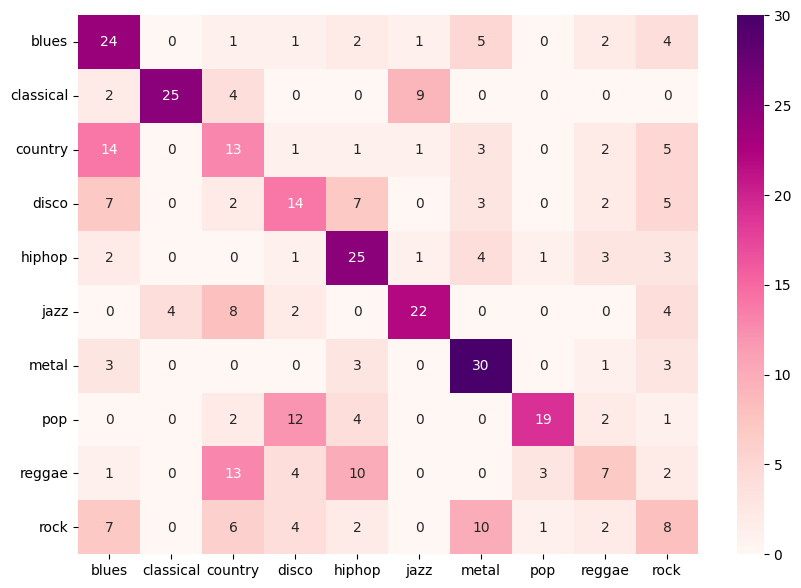 30
blues 24 0 1 1 2 1 5 0 2 4
classical 2 25 4 0 0 9 0 0 0 0
25
country 14 0 13 1 1 1 3 0 2 5
20
disco 7 0 2 14 7 0 3 0 2 5
hiphop 2 0 0 1 25 1 4 1 3 3
15
jazz 0 4 8 2 0 22 0 0 0 4
metal 3 0 0 0 3 0 30 0 1 3
10
pop 0 0 2 12 4 0 0 19 2 1
5
reggae 1 0 13 4 10 0 0 3 7 2
rock 7 0 6 4 2 0 10 1 2 8
0
blues classical country disco hiphop jazz metal pop reggae rock